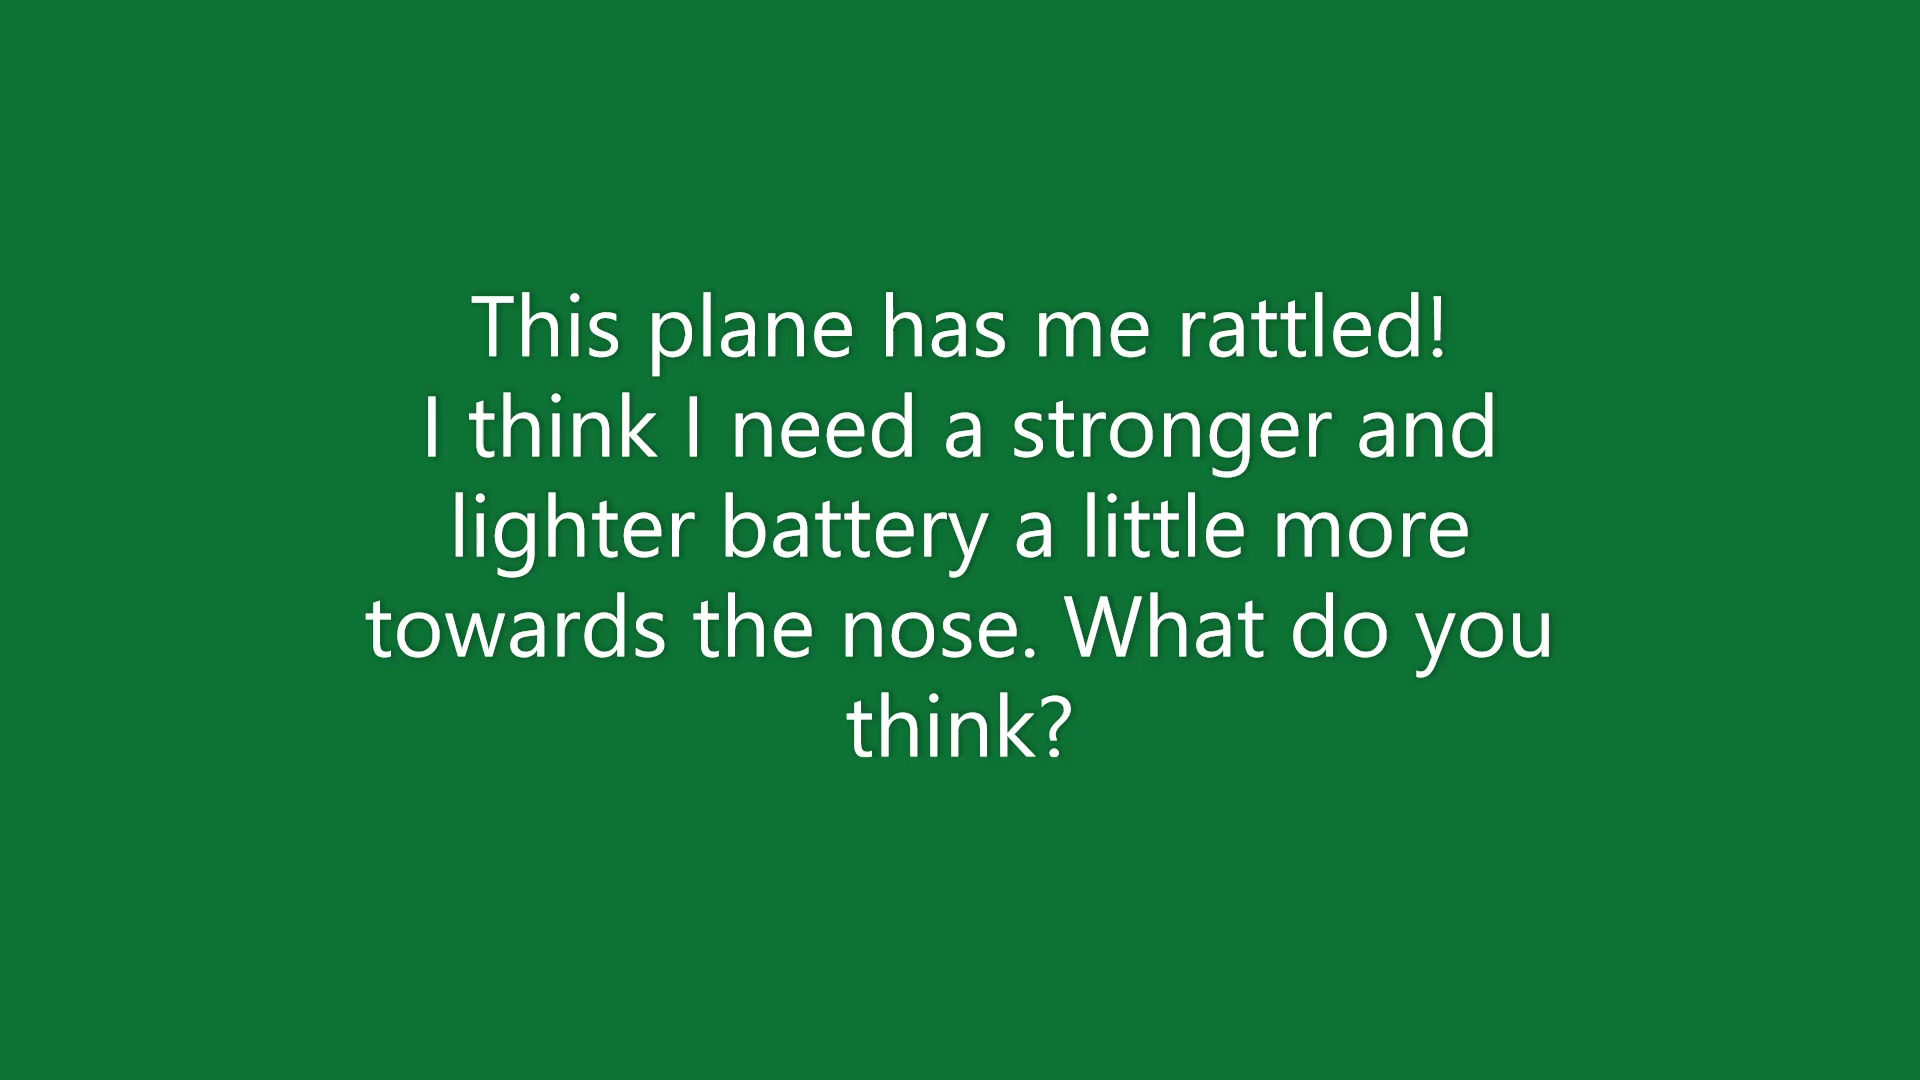 This plane has me rattled!
I think I need a stronger and
lighter battery a little more
towards the nose. What do you
think?